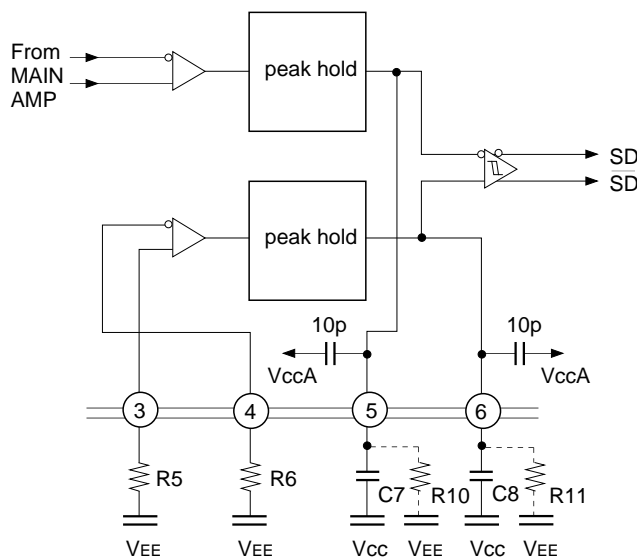 From
MAIN
AMP
peak hold
SD
SD
peak hold
10p
10p
VccA
VccA
3
4
5
6
R5
R6
C7
R10
C8
R11
VEE
VEE
Vcc
VEE
Vcc
VEE